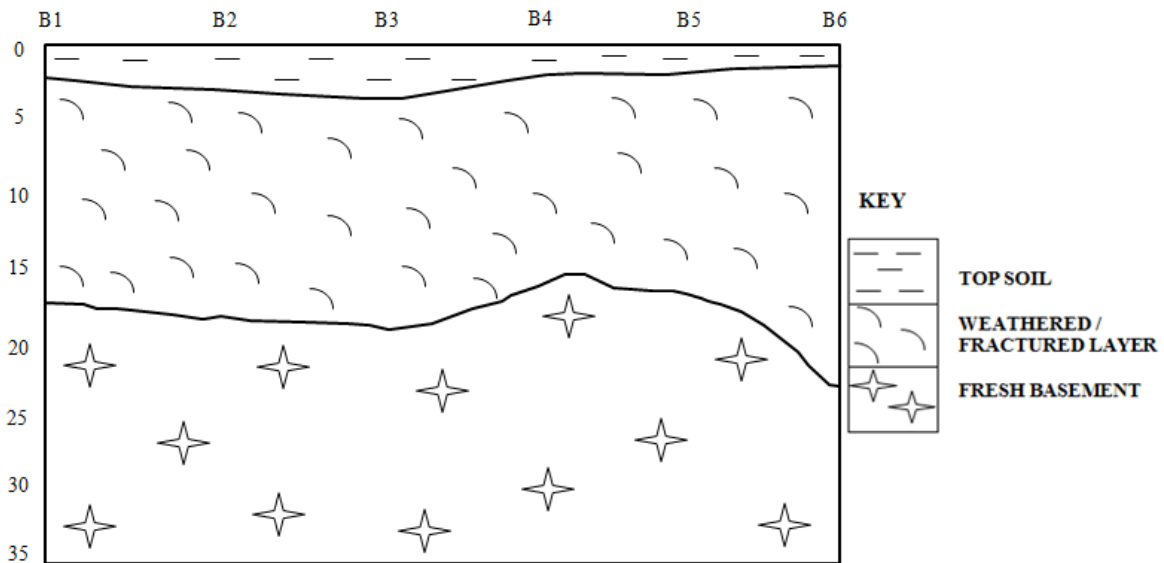 B1 B2 B3 B4 B5 B6
0
5
10
15
20
25
30
35
KEY
TOP SOIL
WEATHERED /
FRACTURED LAYER
FRESH BASEMENT